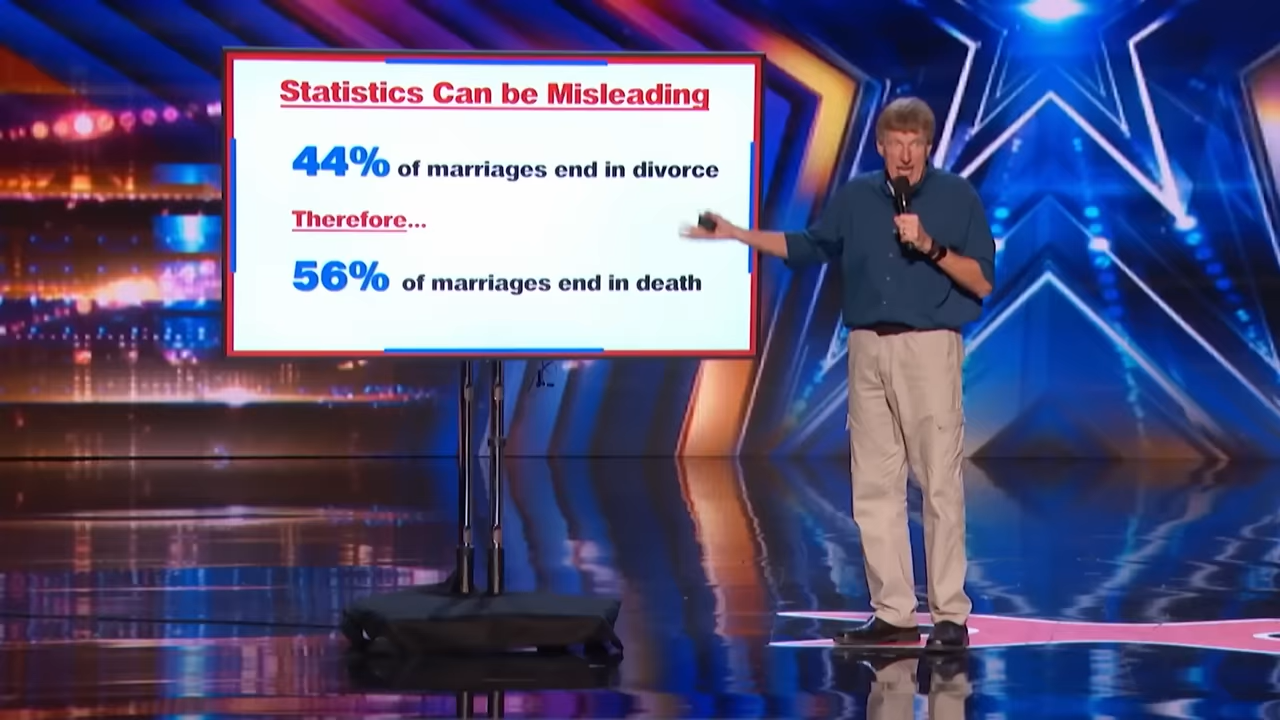 Statistics Can be Misleading
44% of marriages end in divorce
Therefore...
56% of marriages end in death